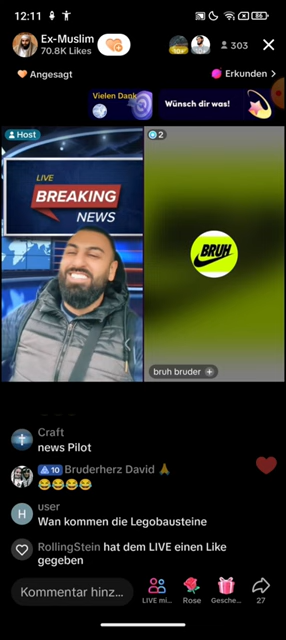 12:11
86
Ex-Muslim
70.8K Likes
303
Angesagt
Erkunden >
Vielen Dank
Wünsch dir was!
Host
2
LIVE
BREAKING
NEWS
BRUH
bruh bruder +
Craft
news Pilot
10 Bruderherz David 🙏
😂😂😂😂
H
user
Wan kommen die Legobausteine
RollingStein hat dem LIVE einen Like
gegeben
Kommentar hinz...
LIVE mi...
Rose
Gesche...
27